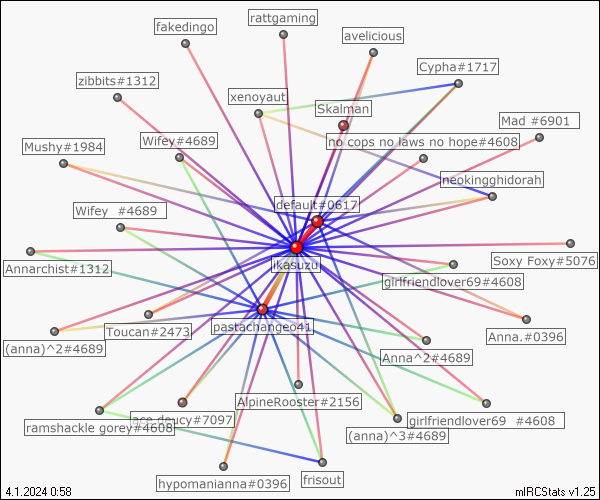 rattgaming
fakedingo
avelicious
Cypha#1717
zibbits#1312
xenoyaut
Skalman
Mad #6901
Wifey#4689
no cops no laws no hope#4608
Mushy#1984
neokingghidorah
default#0617
Wifey  #4689
Soxy Foxy#5076
ikasuzu
Annarchist#1312
girlfriendlover69#4608
Toucan#2473
pastachangeo41
Anna.#0396
(anna)^2#4689
Anna^2#4689
AlpineRooster#2156
ace deucy#7097
girlfriendlover69  #4608
ramshackle gorey#4608
(anna)^3#4689
hypomanianna#0396
frisout
4.1.2024 0:58
mIRCStats v1.25